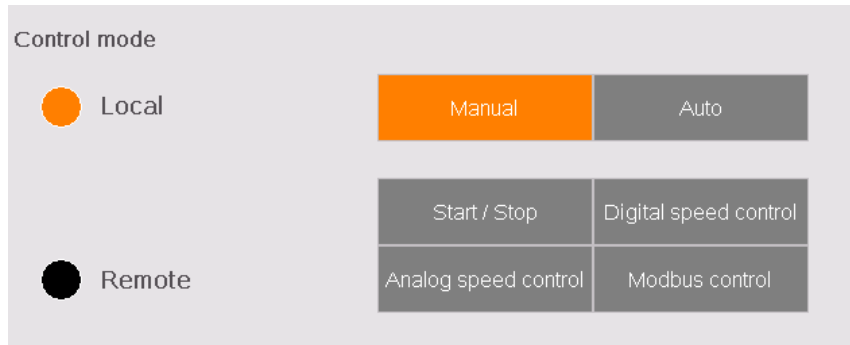 Control mode
Local
Manual
Auto
Start / Stop
Digital speed control
Remote
Analog speed control
Modbus control